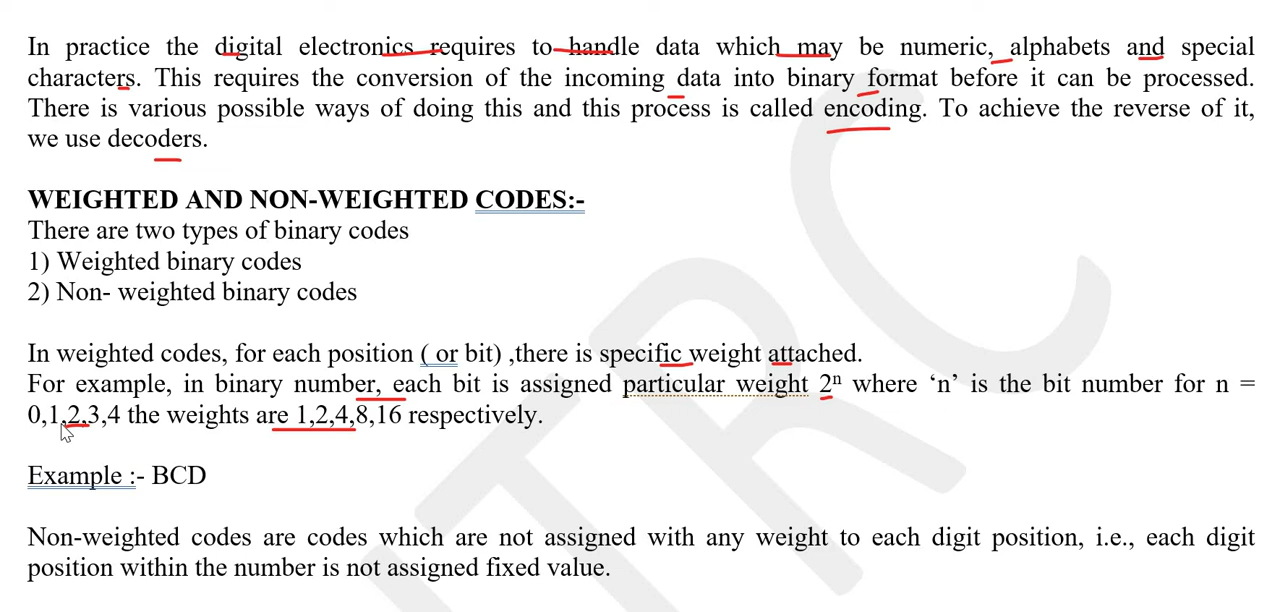 In practice the digital electronics requires to handle data which may be numeric, alphabets and special
characters. This requires the conversion of the incoming data into binary format before it can be processed.
There is various possible ways of doing this and this process is called encoding. To achieve the reverse of it,
we use decoders.
WEIGHTED AND NON-WEIGHTED CODES:-
There are two types of binary codes
1) Weighted binary codes
2) Non- weighted binary codes
In weighted codes, for each position ( or bit) ,there is specific weight attached.
For example, in binary number, each bit is assigned particular weight 2ⁿ where ‘n’ is the bit number for n =
0,1,2,3,4 the weights are 1,2,4,8,16 respectively.
Example :- BCD
Non-weighted codes are codes which are not assigned with any weight to each digit position, i.e., each digit
position within the number is not assigned fixed value.
TRC